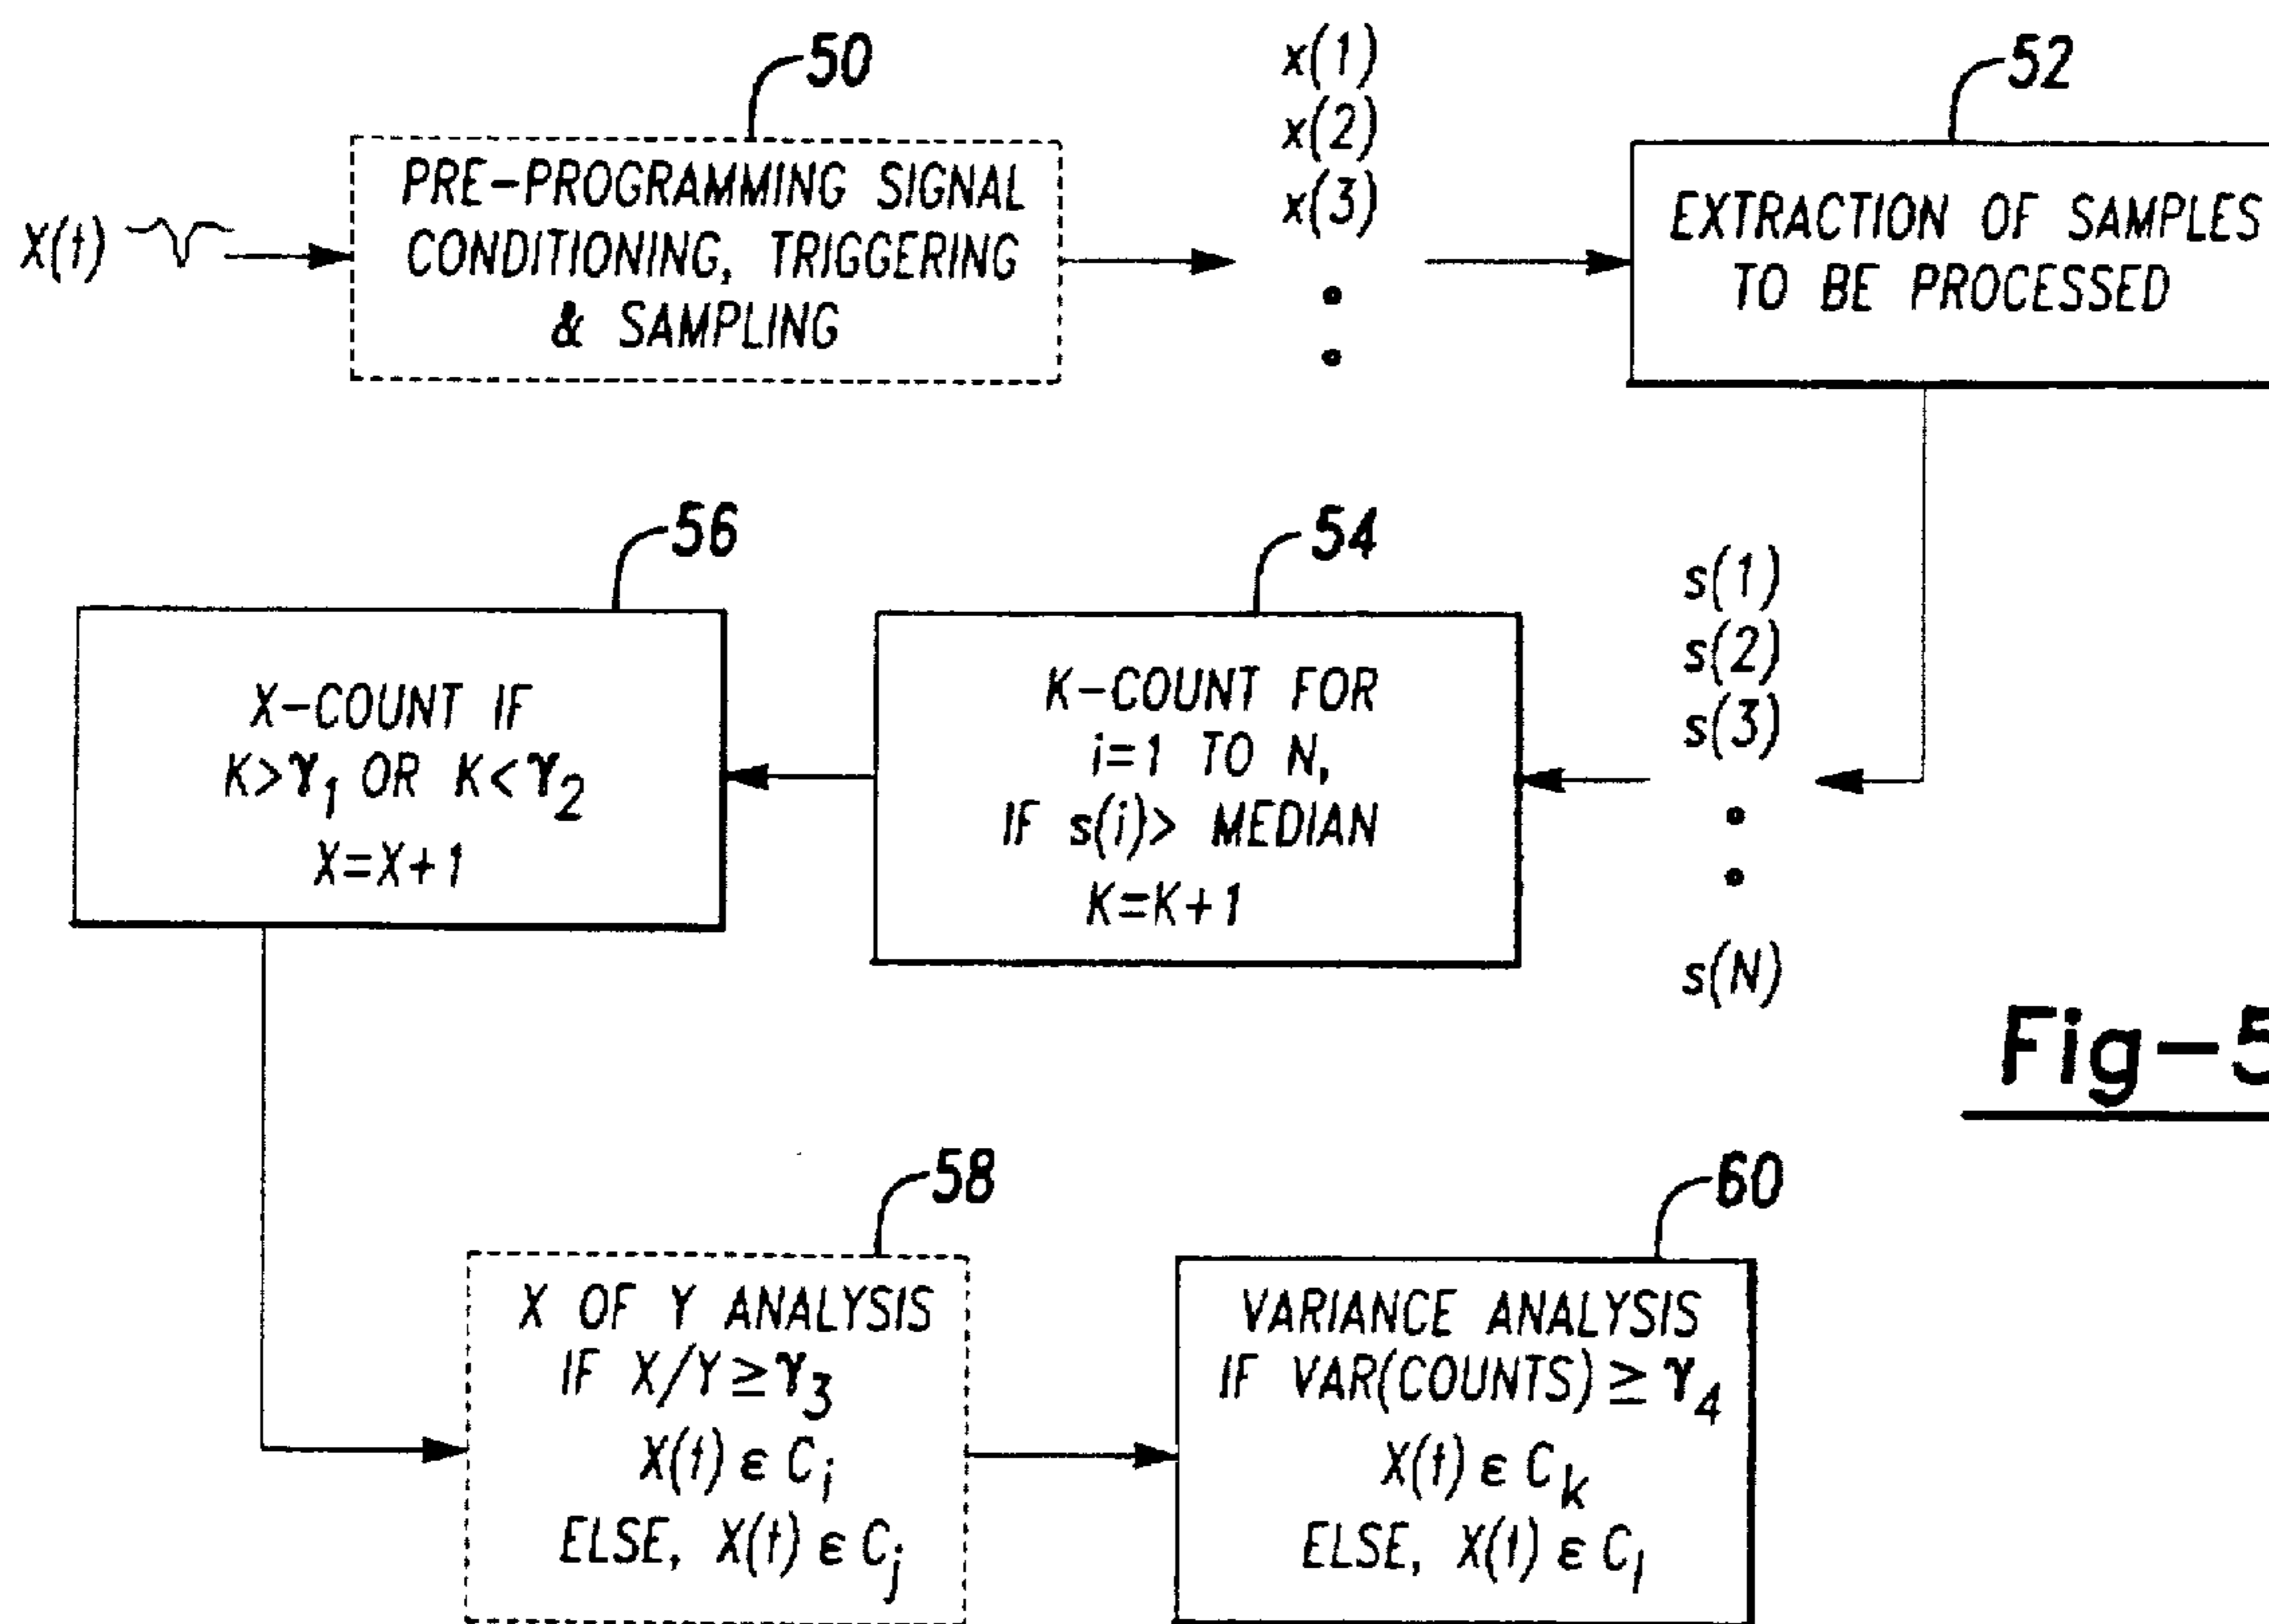 50
X(t)
PRE-PROGRAMMING SIGNAL
CONDITIONING, TRIGGERING
& SAMPLING
x(1)
x(2)
x(3)
52
EXTRACTION OF SAMPLES
TO BE PROCESSED
s(1)
s(2)
s(3)
s(N)
54
K-COUNT FOR
i=1 TO N,
IF s(i)> MEDIAN
K=K+1
56
X-COUNT IF
K>γ₁ OR K<γ₂
X=X+1
58
X OF Y ANALYSIS
IF X/Y≥γ₃
X(t) ε Cᵢ
ELSE, X(t) ε Cⱼ
60
VARIANCE ANALYSIS
IF VAR(COUNTS)≥γ₄
X(t) ε Cₖ
ELSE, X(t) ε Cₗ
Fig-5